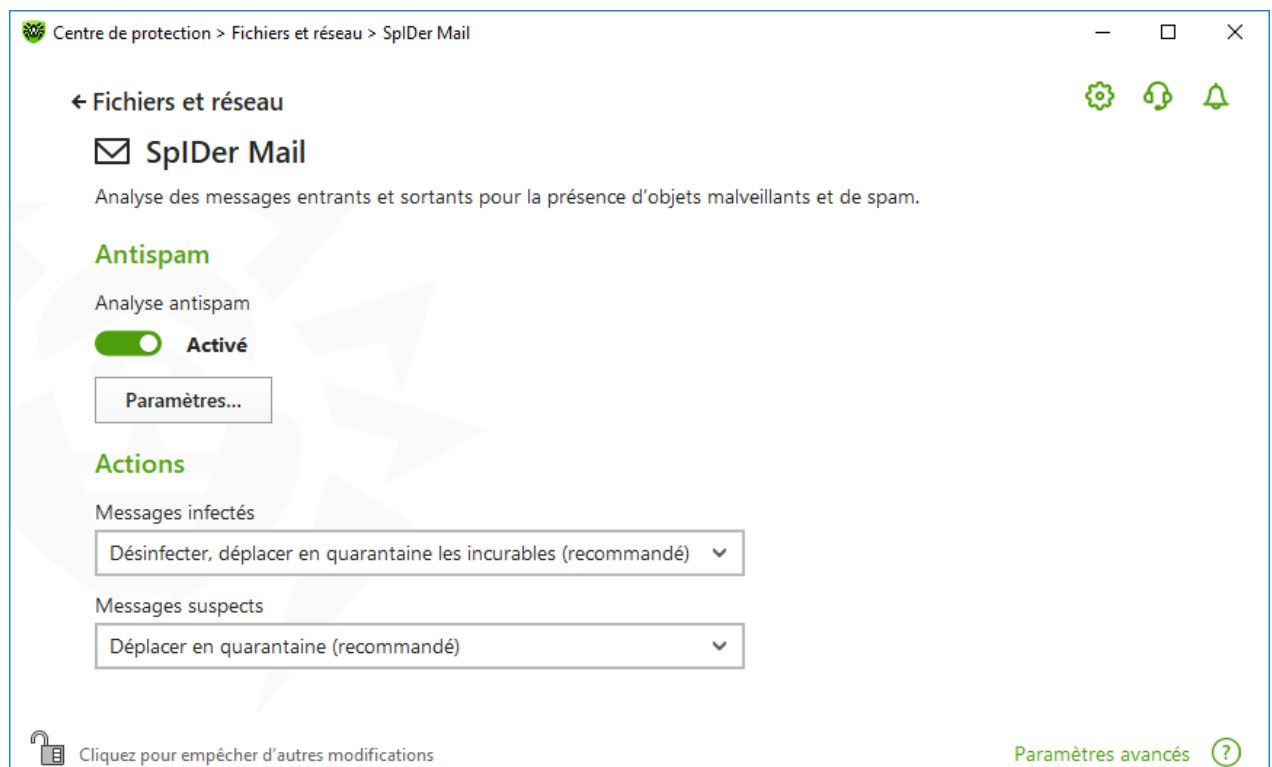 Centre de protection > Fichiers et réseau > SpIDer Mail
Fichiers et réseau
SpIDer Mail
Analyse des messages entrants et sortants pour la présence d'objets malveillants et de spam.
Antispam
Analyse antispam
Activé
Paramètres...
Actions
Messages infectés
Désinfecter, déplacer en quarantaine les incurables (recommandé)
Messages suspects
Déplacer en quarantaine (recommandé)
Cliquez pour empêcher d'autres modifications
Paramètres avancés ?